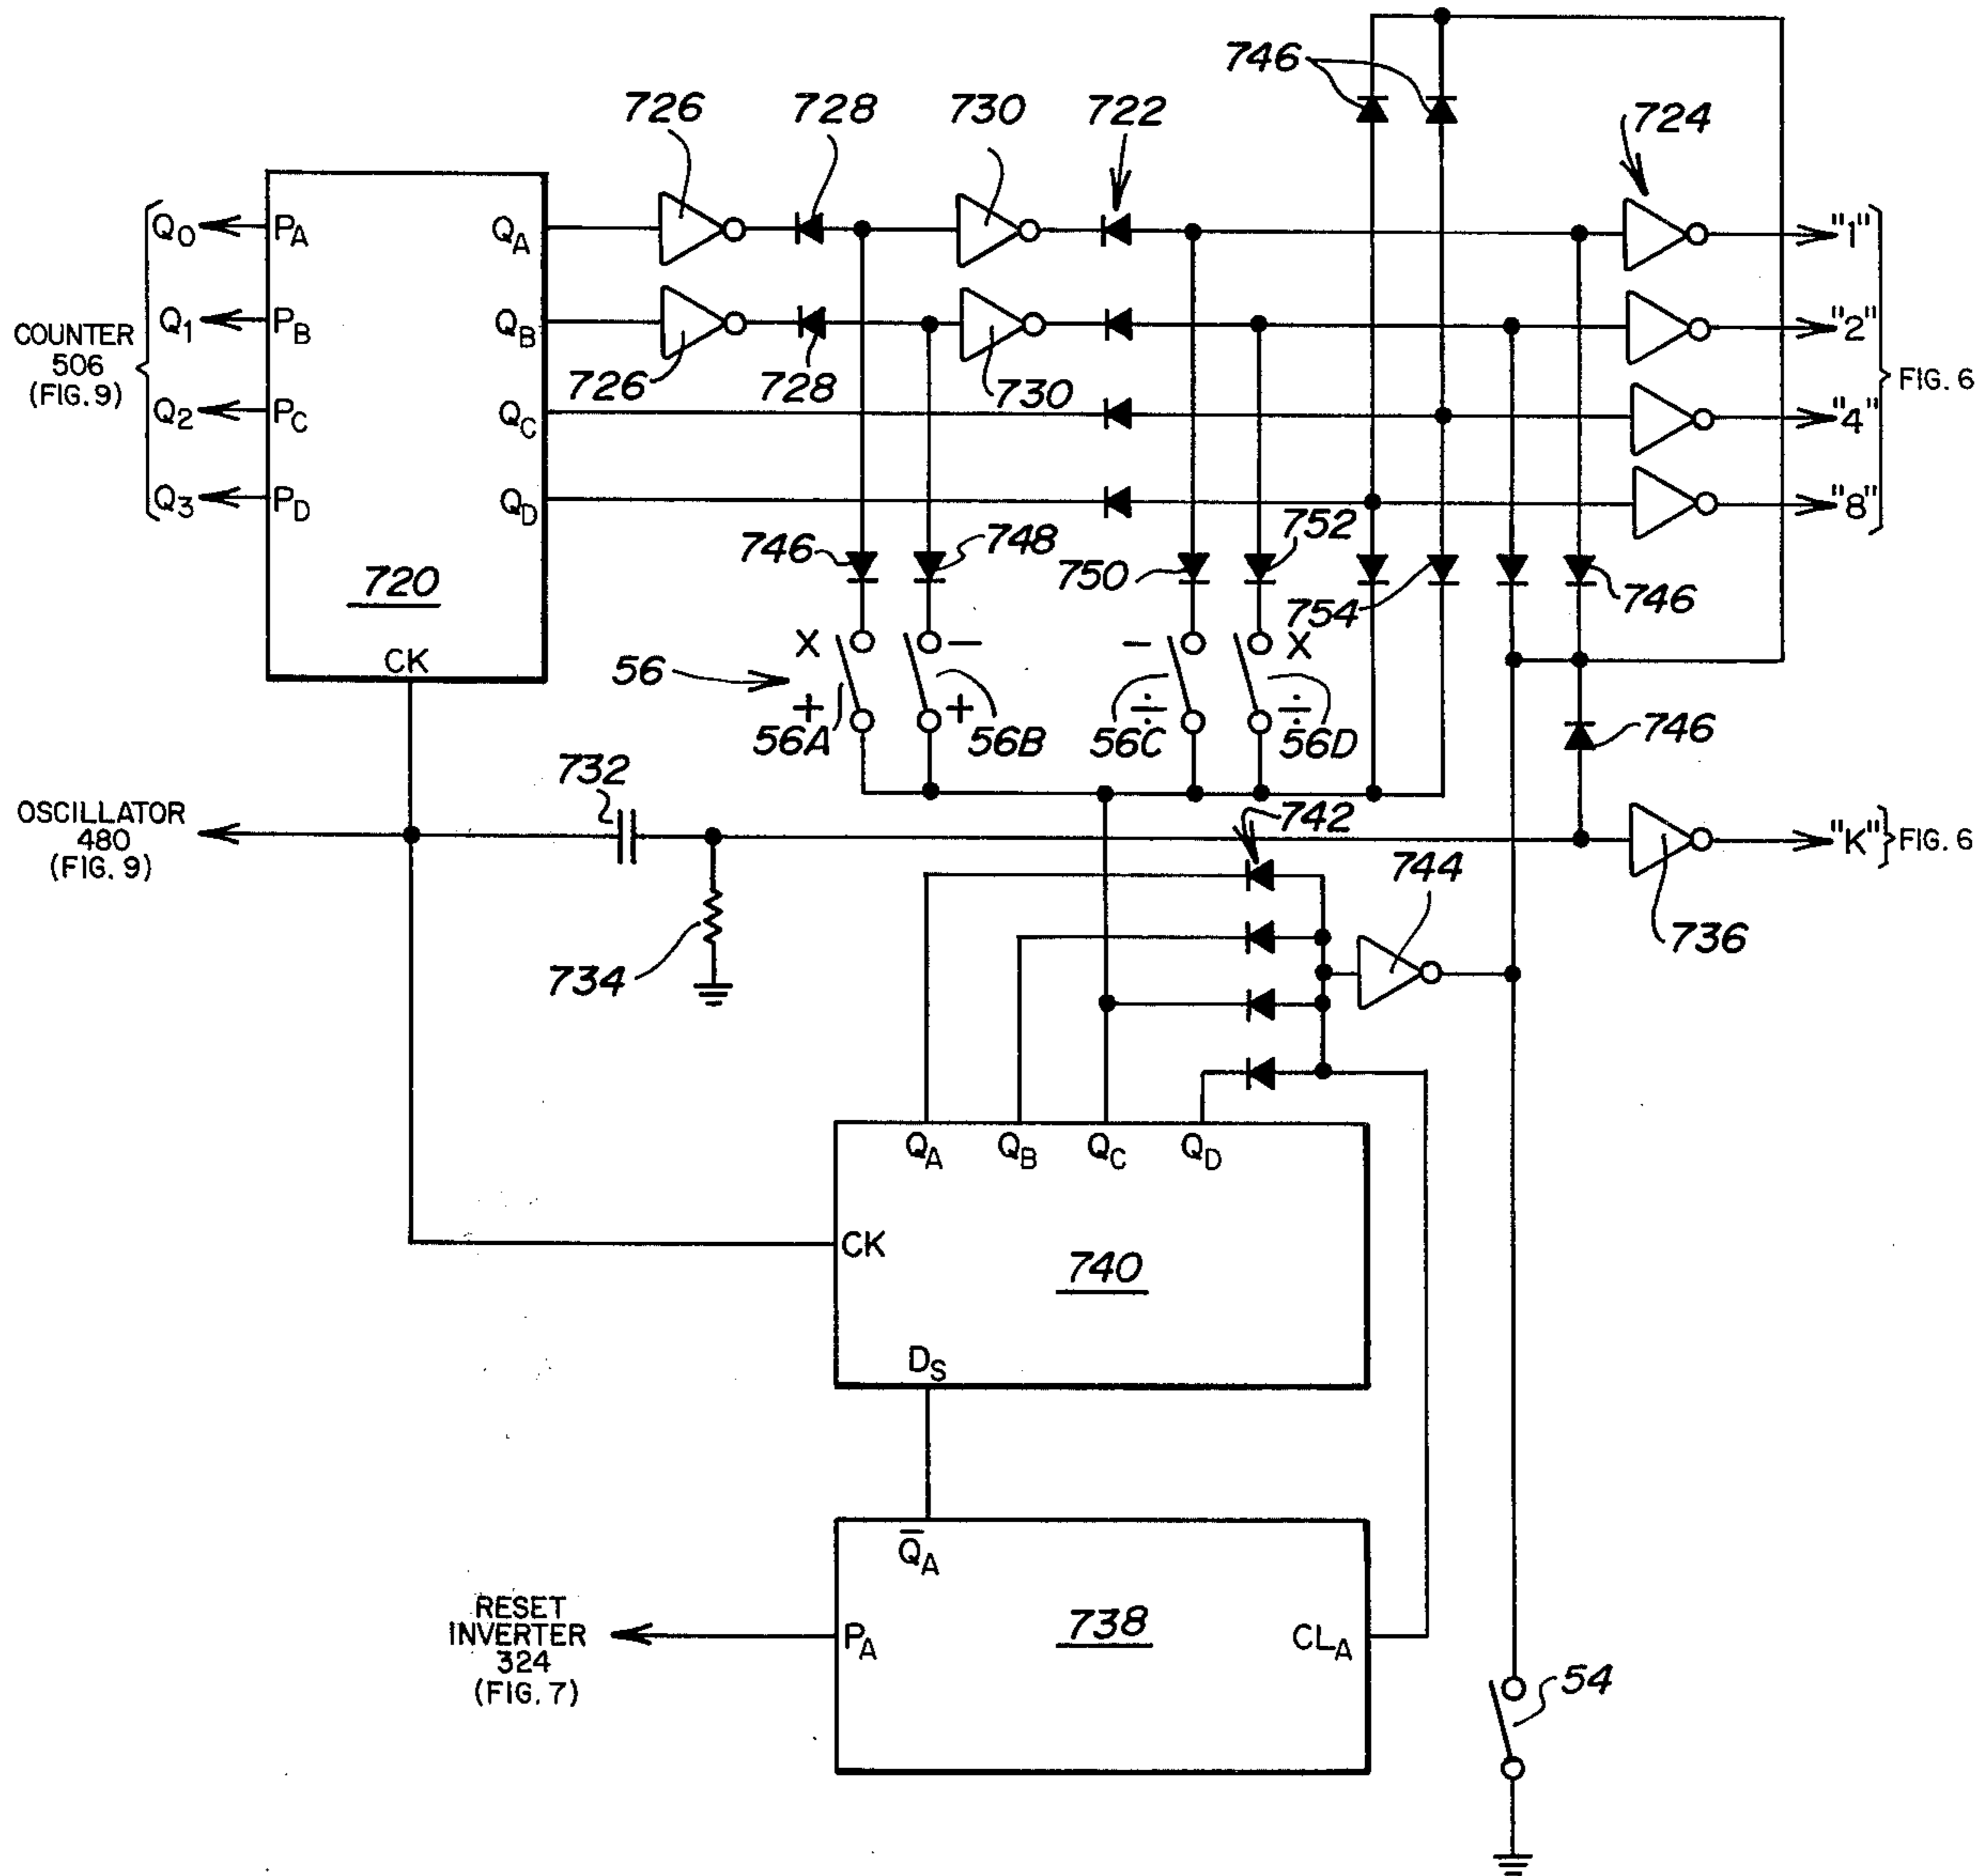 746
726
728
730
722
724
Q0
PA
QA
"1"
Q1
PB
QB
"2"
COUNTER
506
(FIG. 9)
726
728
730
FIG. 6
Q2
PC
QC
"4"
Q3
PD
QD
"8"
746
748
750
752
754
746
720
CK
X
−
−
X
56
+
+
÷
÷
56A
56B
56C
56D
746
732
742
OSCILLATOR
480
(FIG. 9)
"K"
FIG. 6
744
734
736
QA
QB
QC
QD
CK
740
DS
Q̅A
RESET
INVERTER
324
(FIG. 7)
PA
738
CLA
54